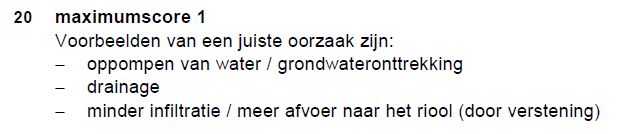 20 maximumscore 1
Voorbeelden van een juiste oorzaak zijn:
– oppompen van water / grondwateronttrekking
– drainage
– minder infiltratie / meer afvoer naar het riool (door verstening)